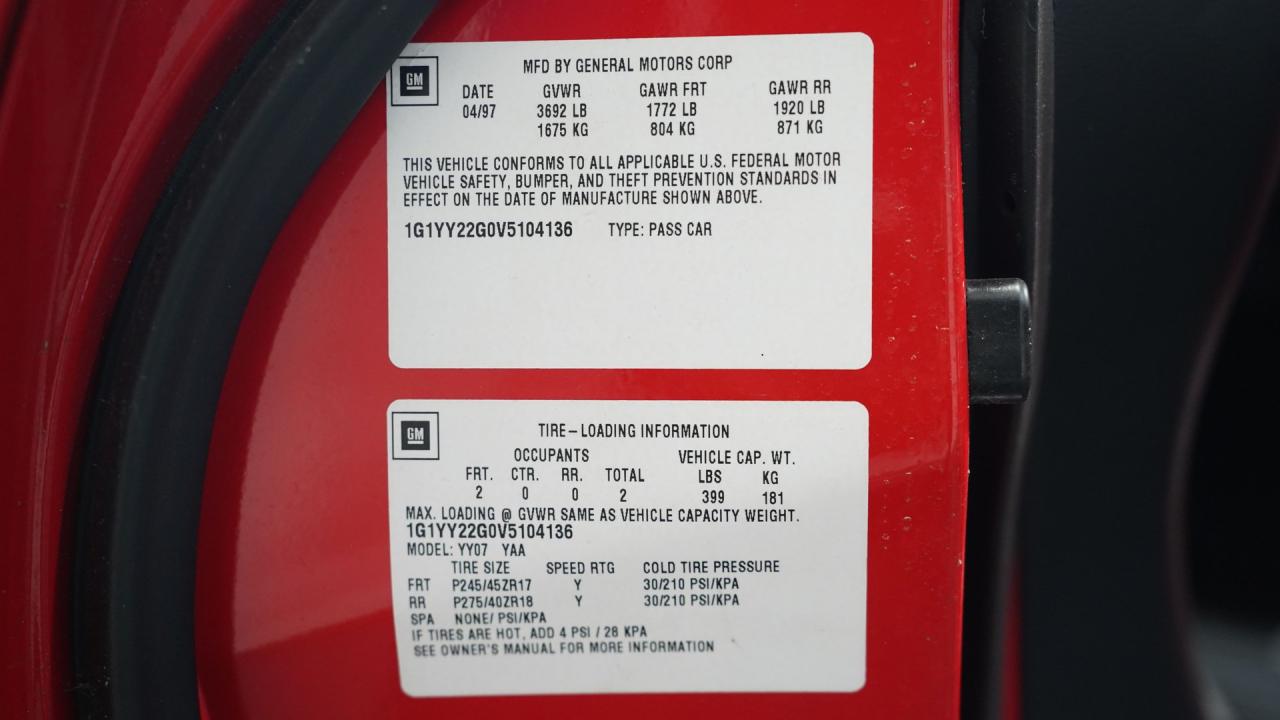 GM
MFD BY GENERAL MOTORS CORP
DATE GVWR GAWR FRT GAWR RR
04/97 3692 LB 1772 LB 1920 LB
1675 KG 804 KG 871 KG
THIS VEHICLE CONFORMS TO ALL APPLICABLE U.S. FEDERAL MOTOR
VEHICLE SAFETY, BUMPER, AND THEFT PREVENTION STANDARDS IN
EFFECT ON THE DATE OF MANUFACTURE SHOWN ABOVE.
1G1YY22G0V5104136 TYPE: PASS CAR
GM
TIRE-LOADING INFORMATION
OCCUPANTS VEHICLE CAP. WT.
FRT. CTR. RR. TOTAL LBS KG
2 0 0 2 399 181
MAX. LOADING @ GVWR SAME AS VEHICLE CAPACITY WEIGHT.
1G1YY22G0V5104136
MODEL: YY07 YAA
TIRE SIZE SPEED RTG COLD TIRE PRESSURE
FRT P245/45ZR17 Y 30/210 PSI/KPA
RR P275/40ZR18 Y 30/210 PSI/KPA
SPA NONE/ PSI/KPA
IF TIRES ARE HOT, ADD 4 PSI / 28 KPA
SEE OWNER'S MANUAL FOR MORE INFORMATION